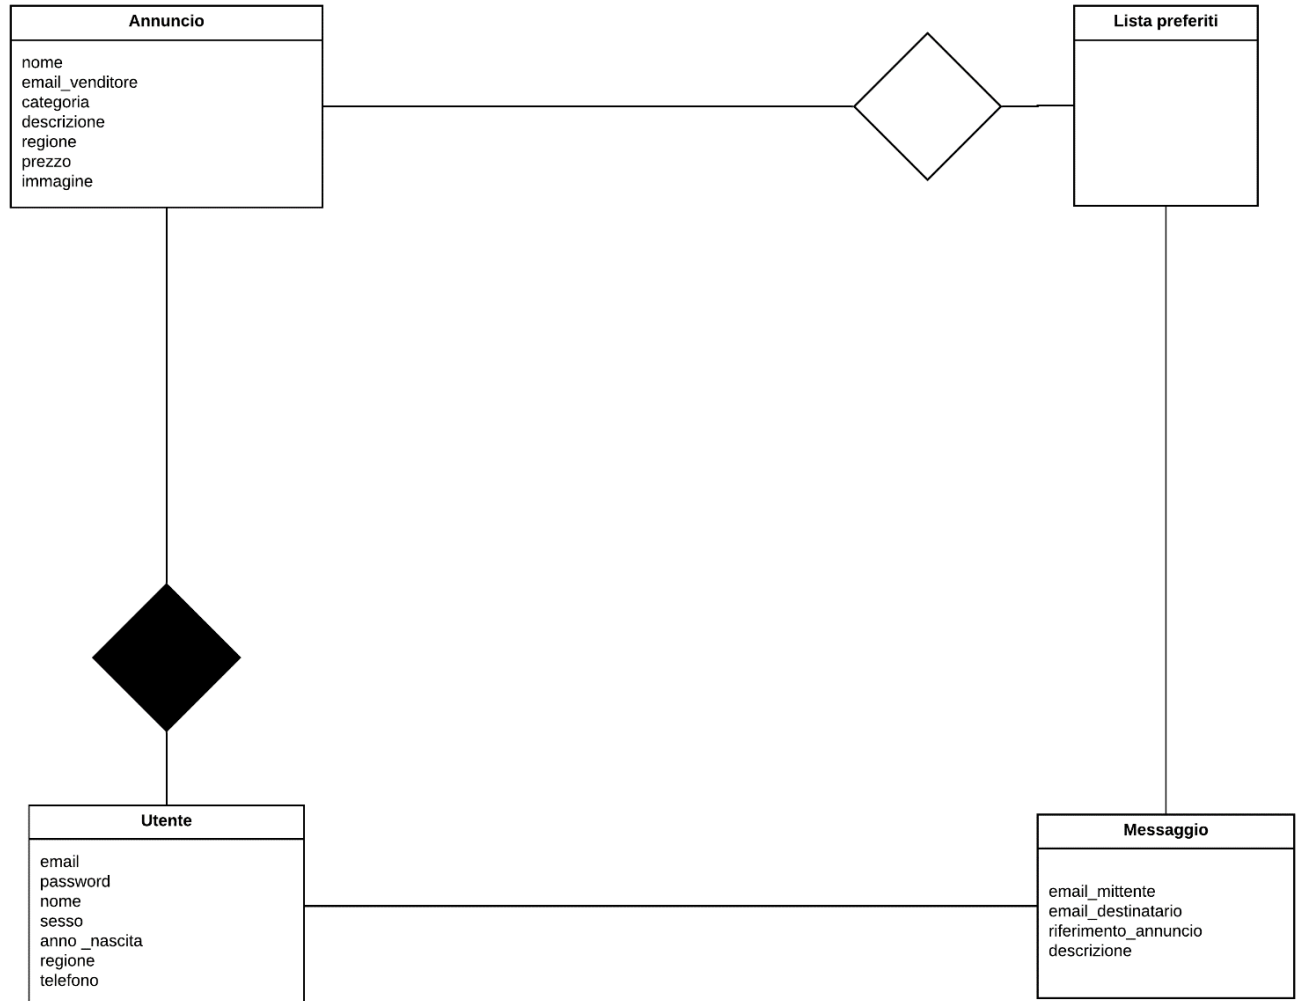 Annuncio
nome
email_venditore
categoria
descrizione
regione
prezzo
immagine
Lista preferiti
Utente
email
password
nome
sesso
anno _nascita
regione
telefono
Messaggio
email_mittente
email_destinatario
riferimento_annuncio
descrizione